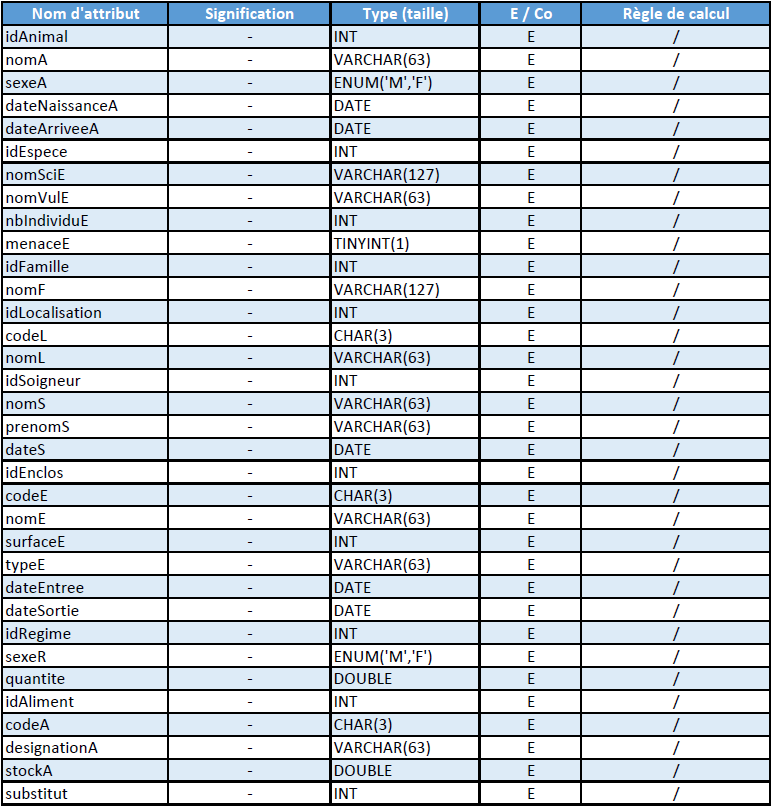 Nom d'attribut Signification Type (taille) E / Co Règle de calcul
idAnimal - INT E /
nomA - VARCHAR(63) E /
sexeA - ENUM('M','F') E /
dateNaissanceA - DATE E /
dateArriveeA - DATE E /
idEspece - INT E /
nomSciE - VARCHAR(127) E /
nomVulE - VARCHAR(63) E /
nbIndividuE - INT E /
menaceE - TINYINT(1) E /
idFamille - INT E /
nomF - VARCHAR(127) E /
idLocalisation - INT E /
codeL - CHAR(3) E /
nomL - VARCHAR(63) E /
idSoigneur - INT E /
nomS - VARCHAR(63) E /
prenomS - VARCHAR(63) E /
dateS - DATE E /
idEnclos - INT E /
codeE - CHAR(3) E /
nomE - VARCHAR(63) E /
surfaceE - INT E /
typeE - VARCHAR(63) E /
dateEntree - DATE E /
dateSortie - DATE E /
idRegime - INT E /
sexeR - ENUM('M','F') E /
quantite - DOUBLE E /
idAliment - INT E /
codeA - CHAR(3) E /
designationA - VARCHAR(63) E /
stockA - DOUBLE E /
substitut - INT E /